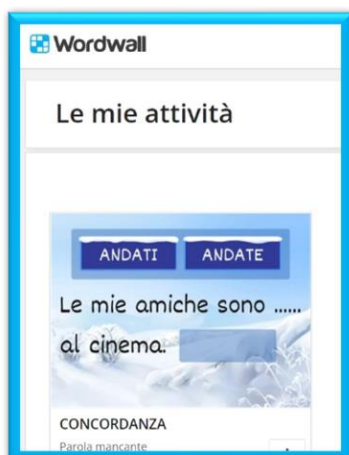 Wordwall
Le mie attività
ANDATI ANDATE
Le mie amiche sono ......
al cinema.
CONCORDANZA
Parola mancante